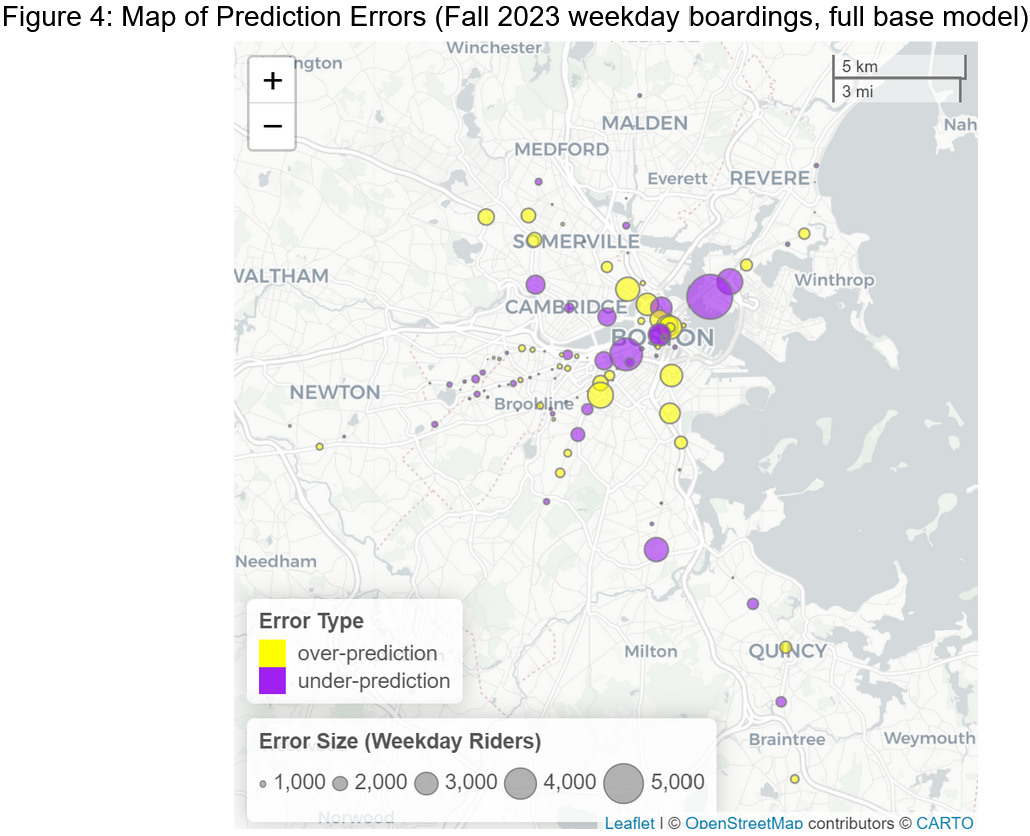 Figure 4: Map of Prediction Errors (Fall 2023 weekday boardings, full base model)
Winchester
ngton
+
−
5 km
3 mi
MALDEN
Nah
MEDFORD
Everett
REVERE
SOMERVILLE
WALTHAM
Winthrop
CAMBRIDGE
BOSTON
NEWTON
Brookline
Needham
Error Type
over-prediction
under-prediction
Milton
QUINCY
Error Size (Weekday Riders)
1,000 2,000 3,000 4,000 5,000
Braintree
Weymouth
Norwood
Leaflet | © OpenStreetMap contributors © CARTO